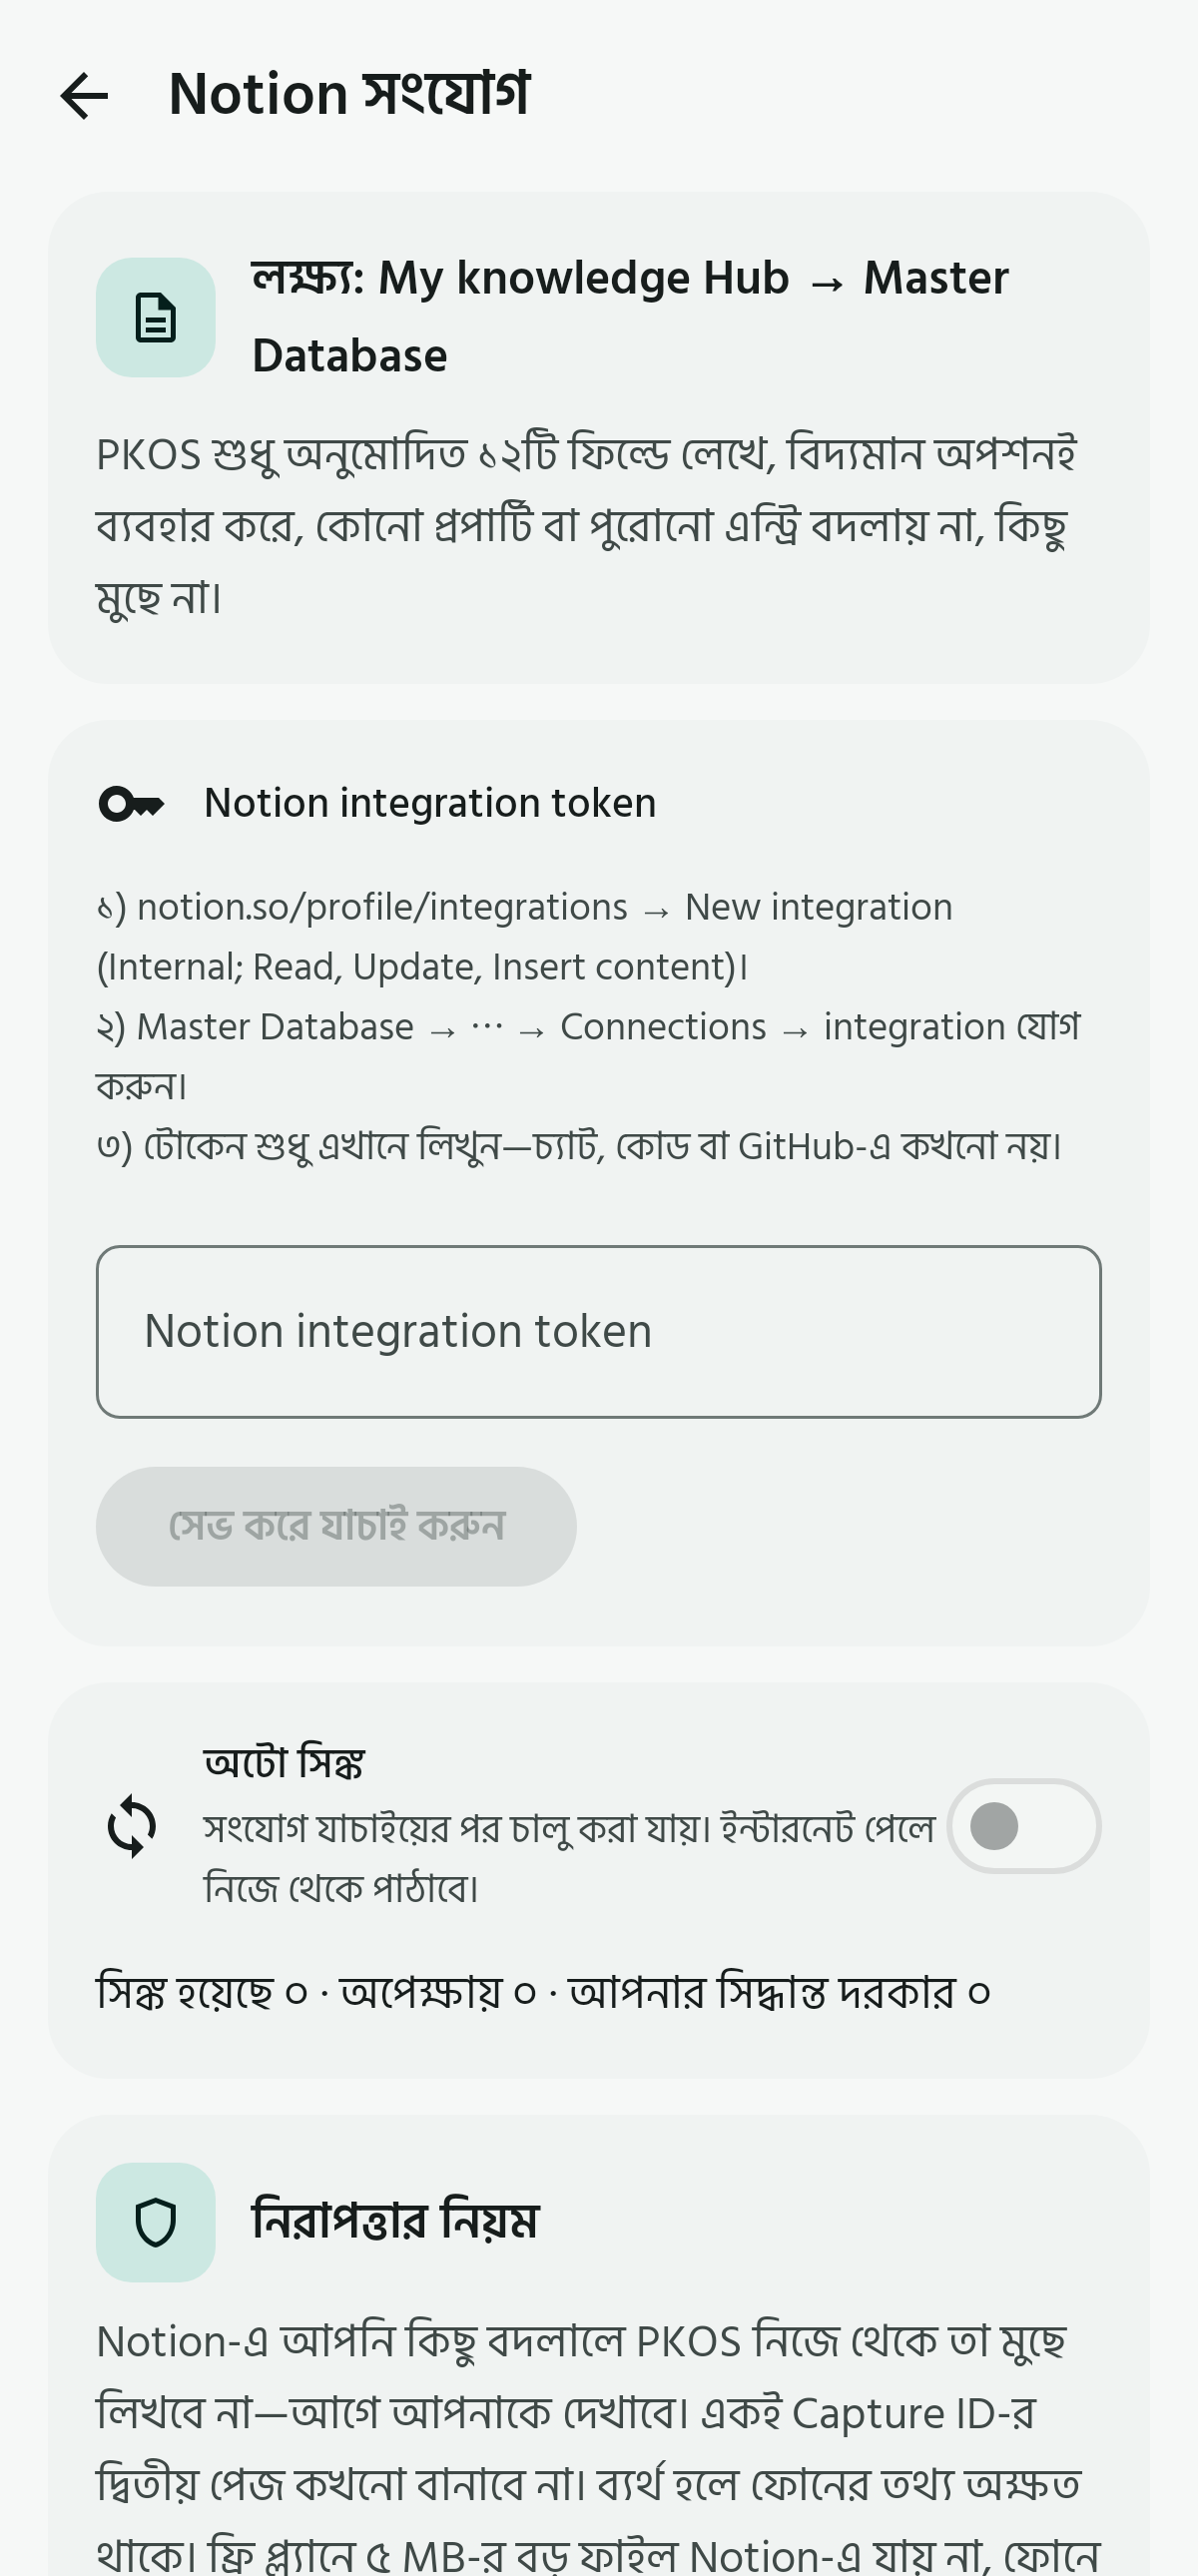 Notion সংযোগ
লক্ষ্য: My knowledge Hub → Master
Database
PKOS শুধু অনুমোদিত ১২টি ফিল্ডে লেখে, বিদ্যমান অপশনই
ব্যবহার করে, কোনো প্রপার্টি বা পুরোনো এন্ট্রি বদলায় না, কিছু
মুছে না।
Notion integration token
১) notion.so/profile/integrations → New integration
(Internal; Read, Update, Insert content)।
২) Master Database → ··· → Connections → integration যোগ
করুন।
৩) টোকেন শুধু এখানে লিখুন—চ্যাট, কোড বা GitHub-এ কখনো নয়।
Notion integration token
সেভ করে যাচাই করুন
অটো সিঙ্ক
সংযোগ যাচাইয়ের পর চালু করা যায়। ইন্টারনেট পেলে
নিজে থেকে পাঠাবে।
সিঙ্ক হয়েছে ০ · অপেক্ষায় ০ · আপনার সিদ্ধান্ত দরকার ০
নিরাপত্তার নিয়ম
Notion-এ আপনি কিছু বদলালে PKOS নিজে থেকে তা মুছে
লিখবে না—আগে আপনাকে দেখাবে। একই Capture ID-র
দ্বিতীয় পেজ কখনো বানাবে না। ব্যর্থ হলে ফোনের তথ্য অক্ষত
থাকে। ফ্রি প্ল্যানে ৫ MB-র বড় ফাইল Notion-এ যায় না, ফোনে